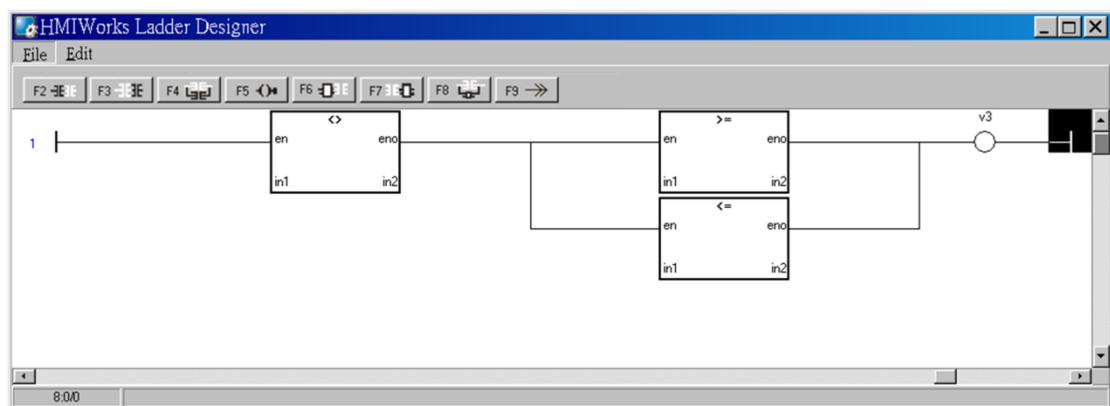 HMIWorks Ladder Designer
File Edit
F2 F3 F4 F5 F6 F7 F8 F9
<> >= v3
1 en eno en eno
in1 in2 in1 in2
<=
en eno
in1 in2
8:0/0